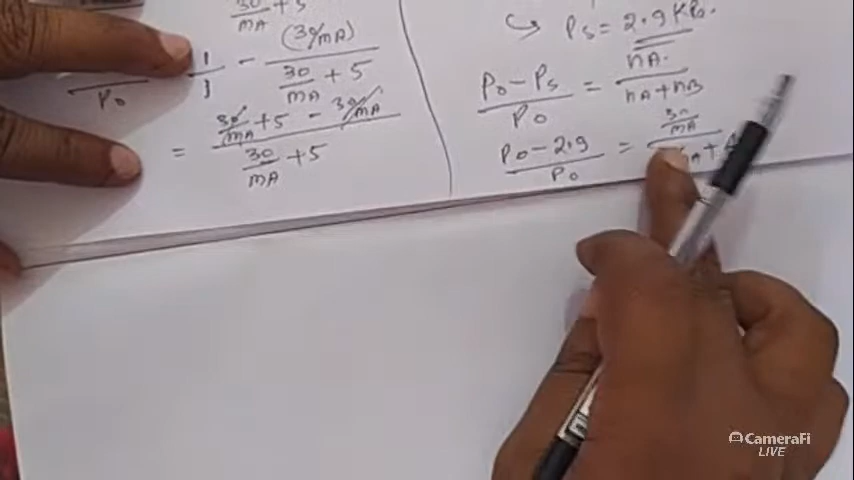 30/mA + 5
1/1 - (30/mA)/(30/mA + 5)
P0
= (30/mA + 5 - 30/mA)/(30/mA + 5)
↪ Ps = 2.9 KPa.
(P0 - Ps)/P0 = nA/(nA + nB)
(P0 - 2.9)/P0 = (30/mA)/
CameraFi
LIVE